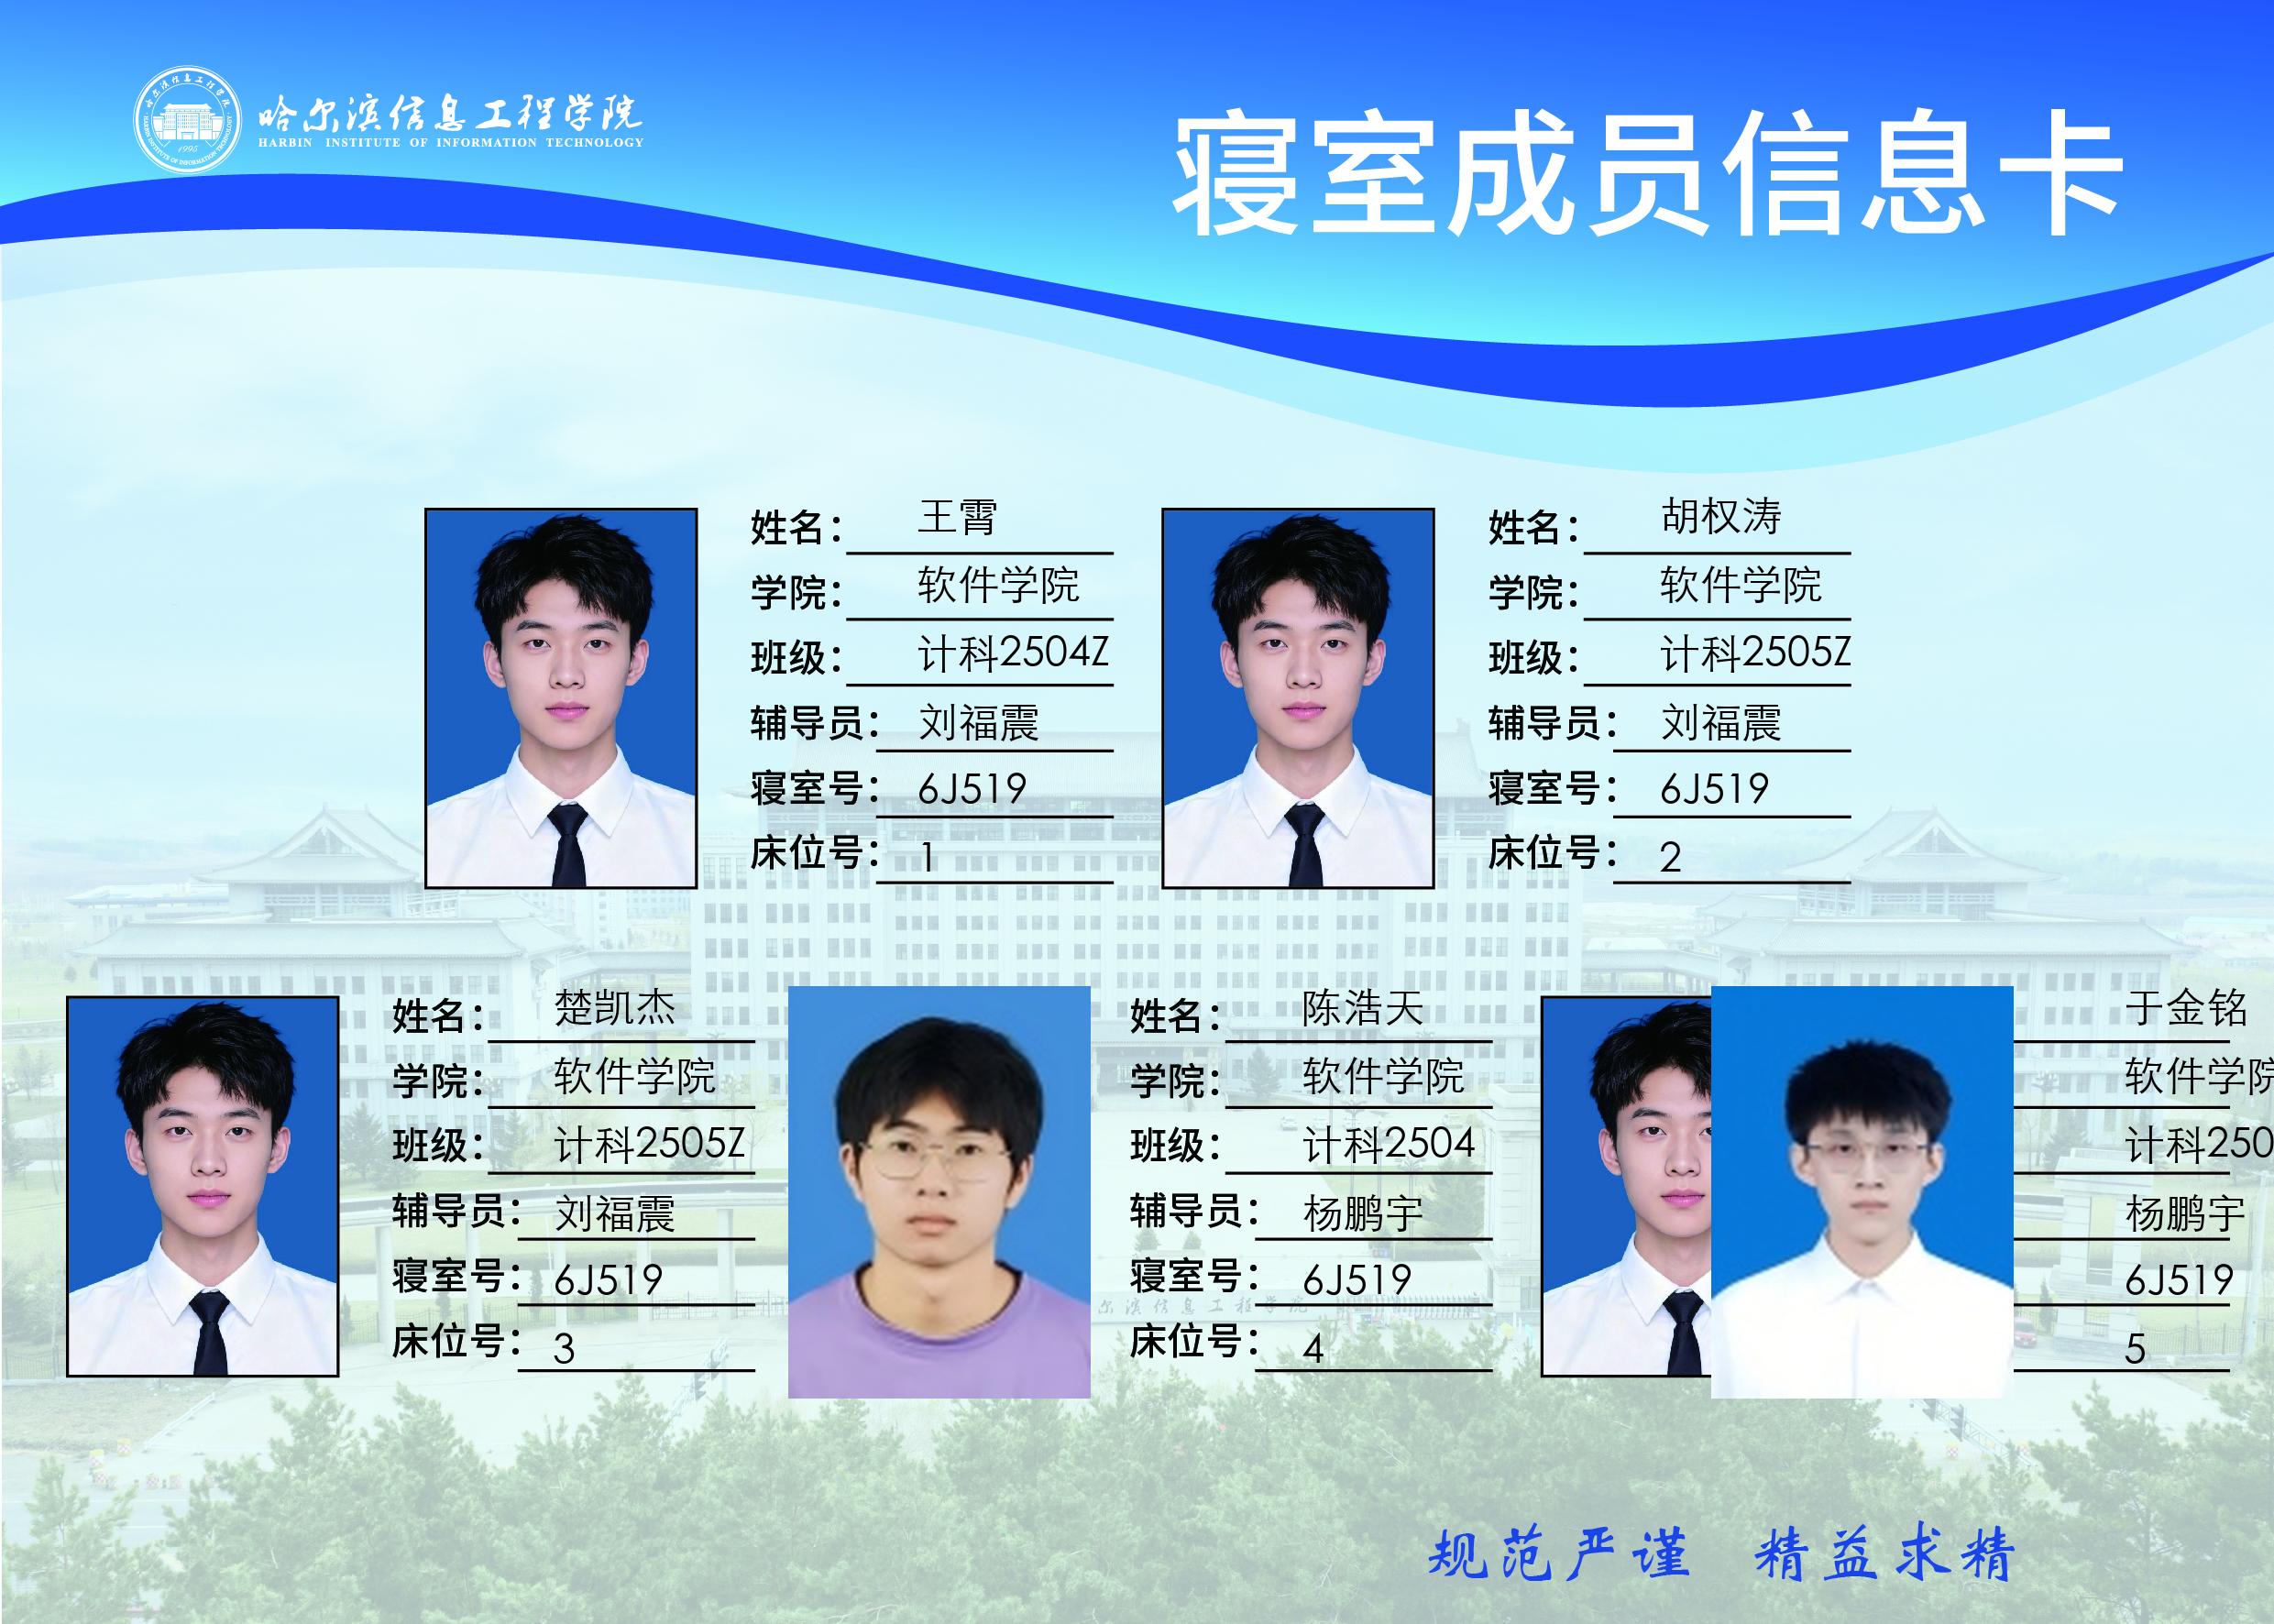 哈尔滨信息工程学院
HARBIN INSTITUTE OF INFORMATION TECHNOLOGY
1995
寝室成员信息卡
姓名： 王霄
学院： 软件学院
班级： 计科2504Z
辅导员： 刘福震
寝室号： 6J519
床位号： 1
姓名： 胡权涛
学院： 软件学院
班级： 计科2505Z
辅导员： 刘福震
寝室号： 6J519
床位号： 2
姓名： 楚凯杰
学院： 软件学院
班级： 计科2505Z
辅导员： 刘福震
寝室号： 6J519
床位号： 3
姓名： 陈浩天
学院： 软件学院
班级： 计科2504
辅导员： 杨鹏宇
寝室号： 6J519
床位号： 4
于金铭
软件学院
计科250
杨鹏宇
6J519
5
尔滨信息工程学院
规范严谨 精益求精